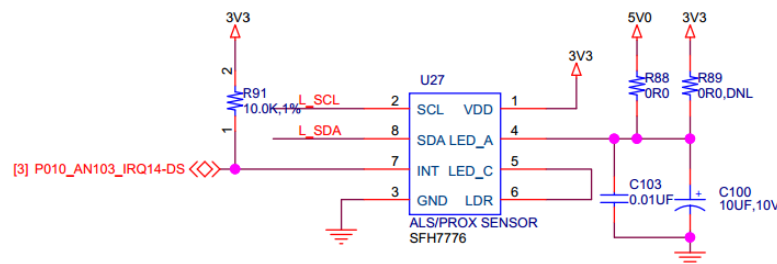 3V3
5V0
3V3
2
R91
10.0K,1%
1
U27
3V3
R88
0R0
R89
0R0,DNL
L_SCL
2
SCL
VDD
1
L_SDA
8
SDA
LED_A
4
[3] P010_AN103_IRQ14-DS
7
INT
LED_C
5
3
GND
LDR
6
ALS/PROX SENSOR
SFH7776
C103
0.01UF
+
C100
10UF,10V